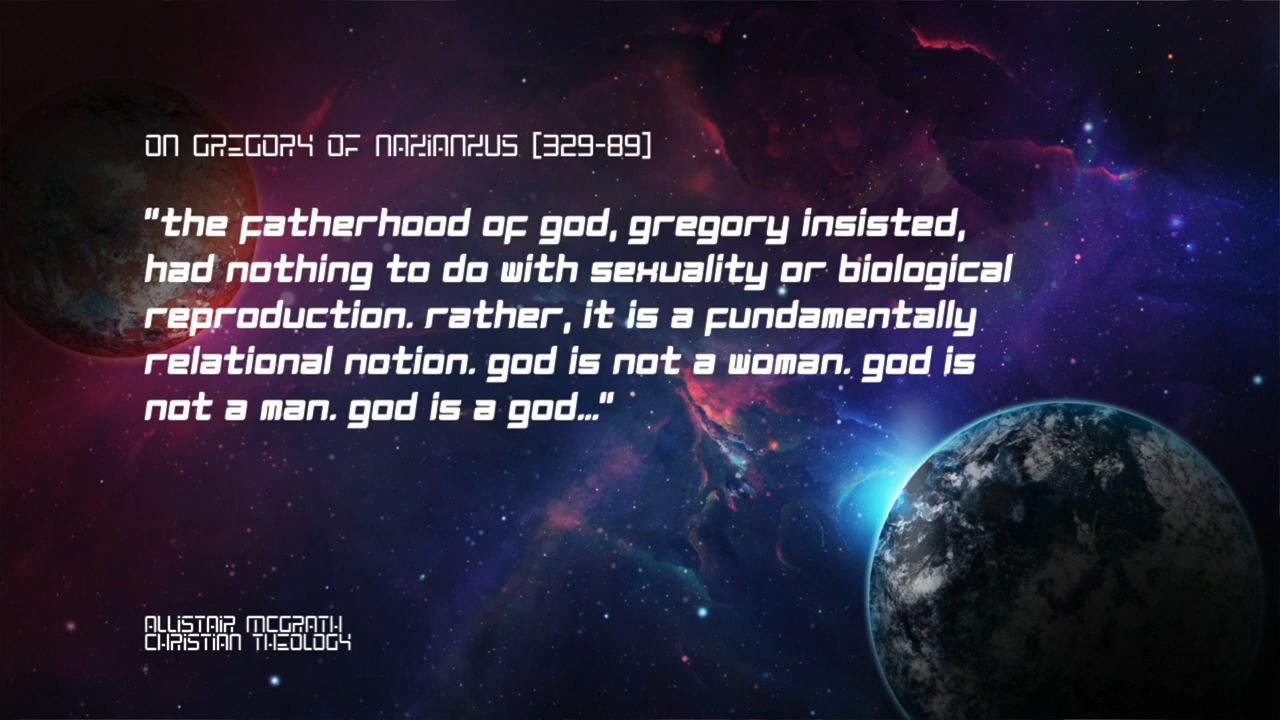 ON GREGORY OF NAZIANZUS [329-89]
"the fatherhood of god, gregory insisted,
had nothing to do with sexuality or biological
reproduction. rather, it is a fundamentally
relational notion. god is not a woman. god is
not a man. god is a god..."
ALLISTAIR MCGRATH
CHRISTIAN THEOLOGY